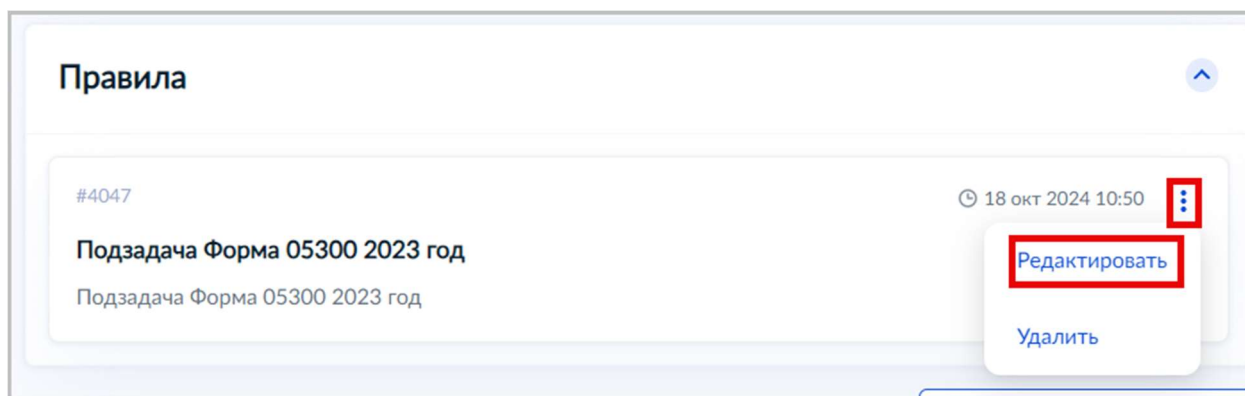 Правила
#4047
18 окт 2024 10:50
Подзадача Форма 05300 2023 год
Редактировать
Подзадача Форма 05300 2023 год
Удалить